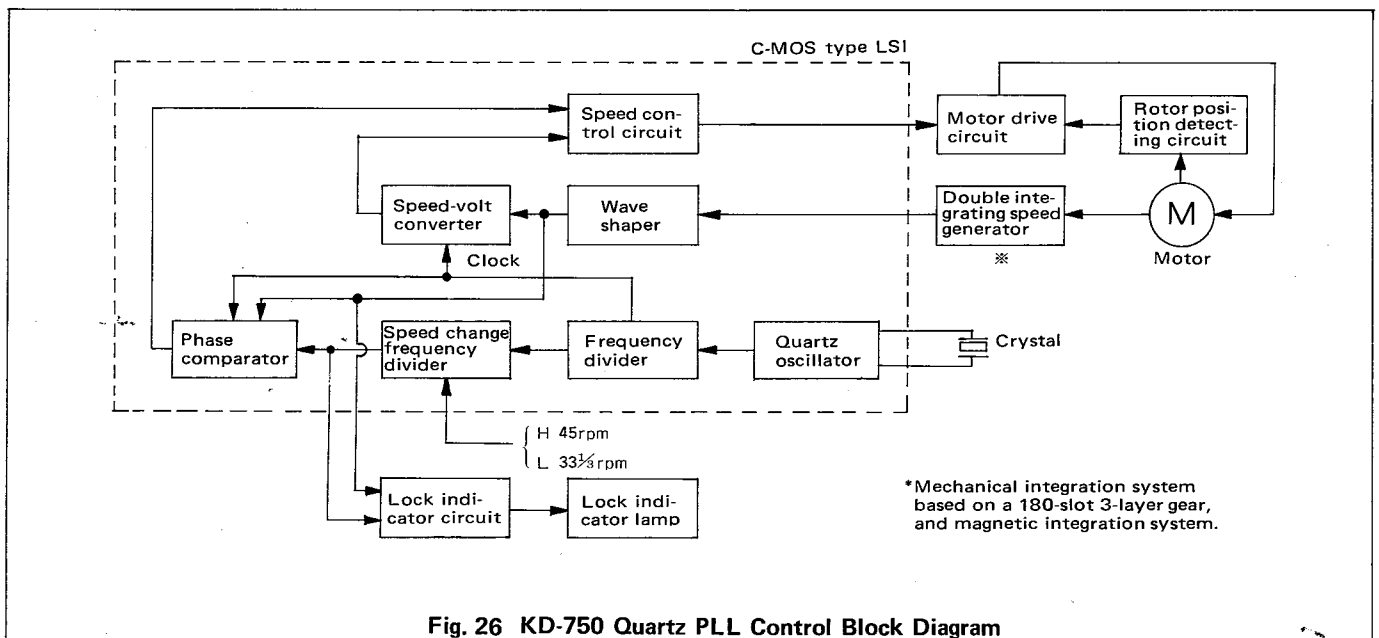 C-MOS type LSI
Speed con-
trol circuit
Motor drive
circuit
Rotor posi-
tion detect-
ing circuit
Speed-volt
converter
Wave
shaper
Double inte-
grating speed
generator
※
M
Motor
Clock
Phase
comparator
Speed change
frequency
divider
Frequency
divider
Quartz
oscillator
Crystal
H 45rpm
L 33⅓rpm
Lock indi-
cator circuit
Lock indi-
cator lamp
*Mechanical integration system
based on a 180-slot 3-layer gear,
and magnetic integration system.
Fig. 26 KD-750 Quartz PLL Control Block Diagram